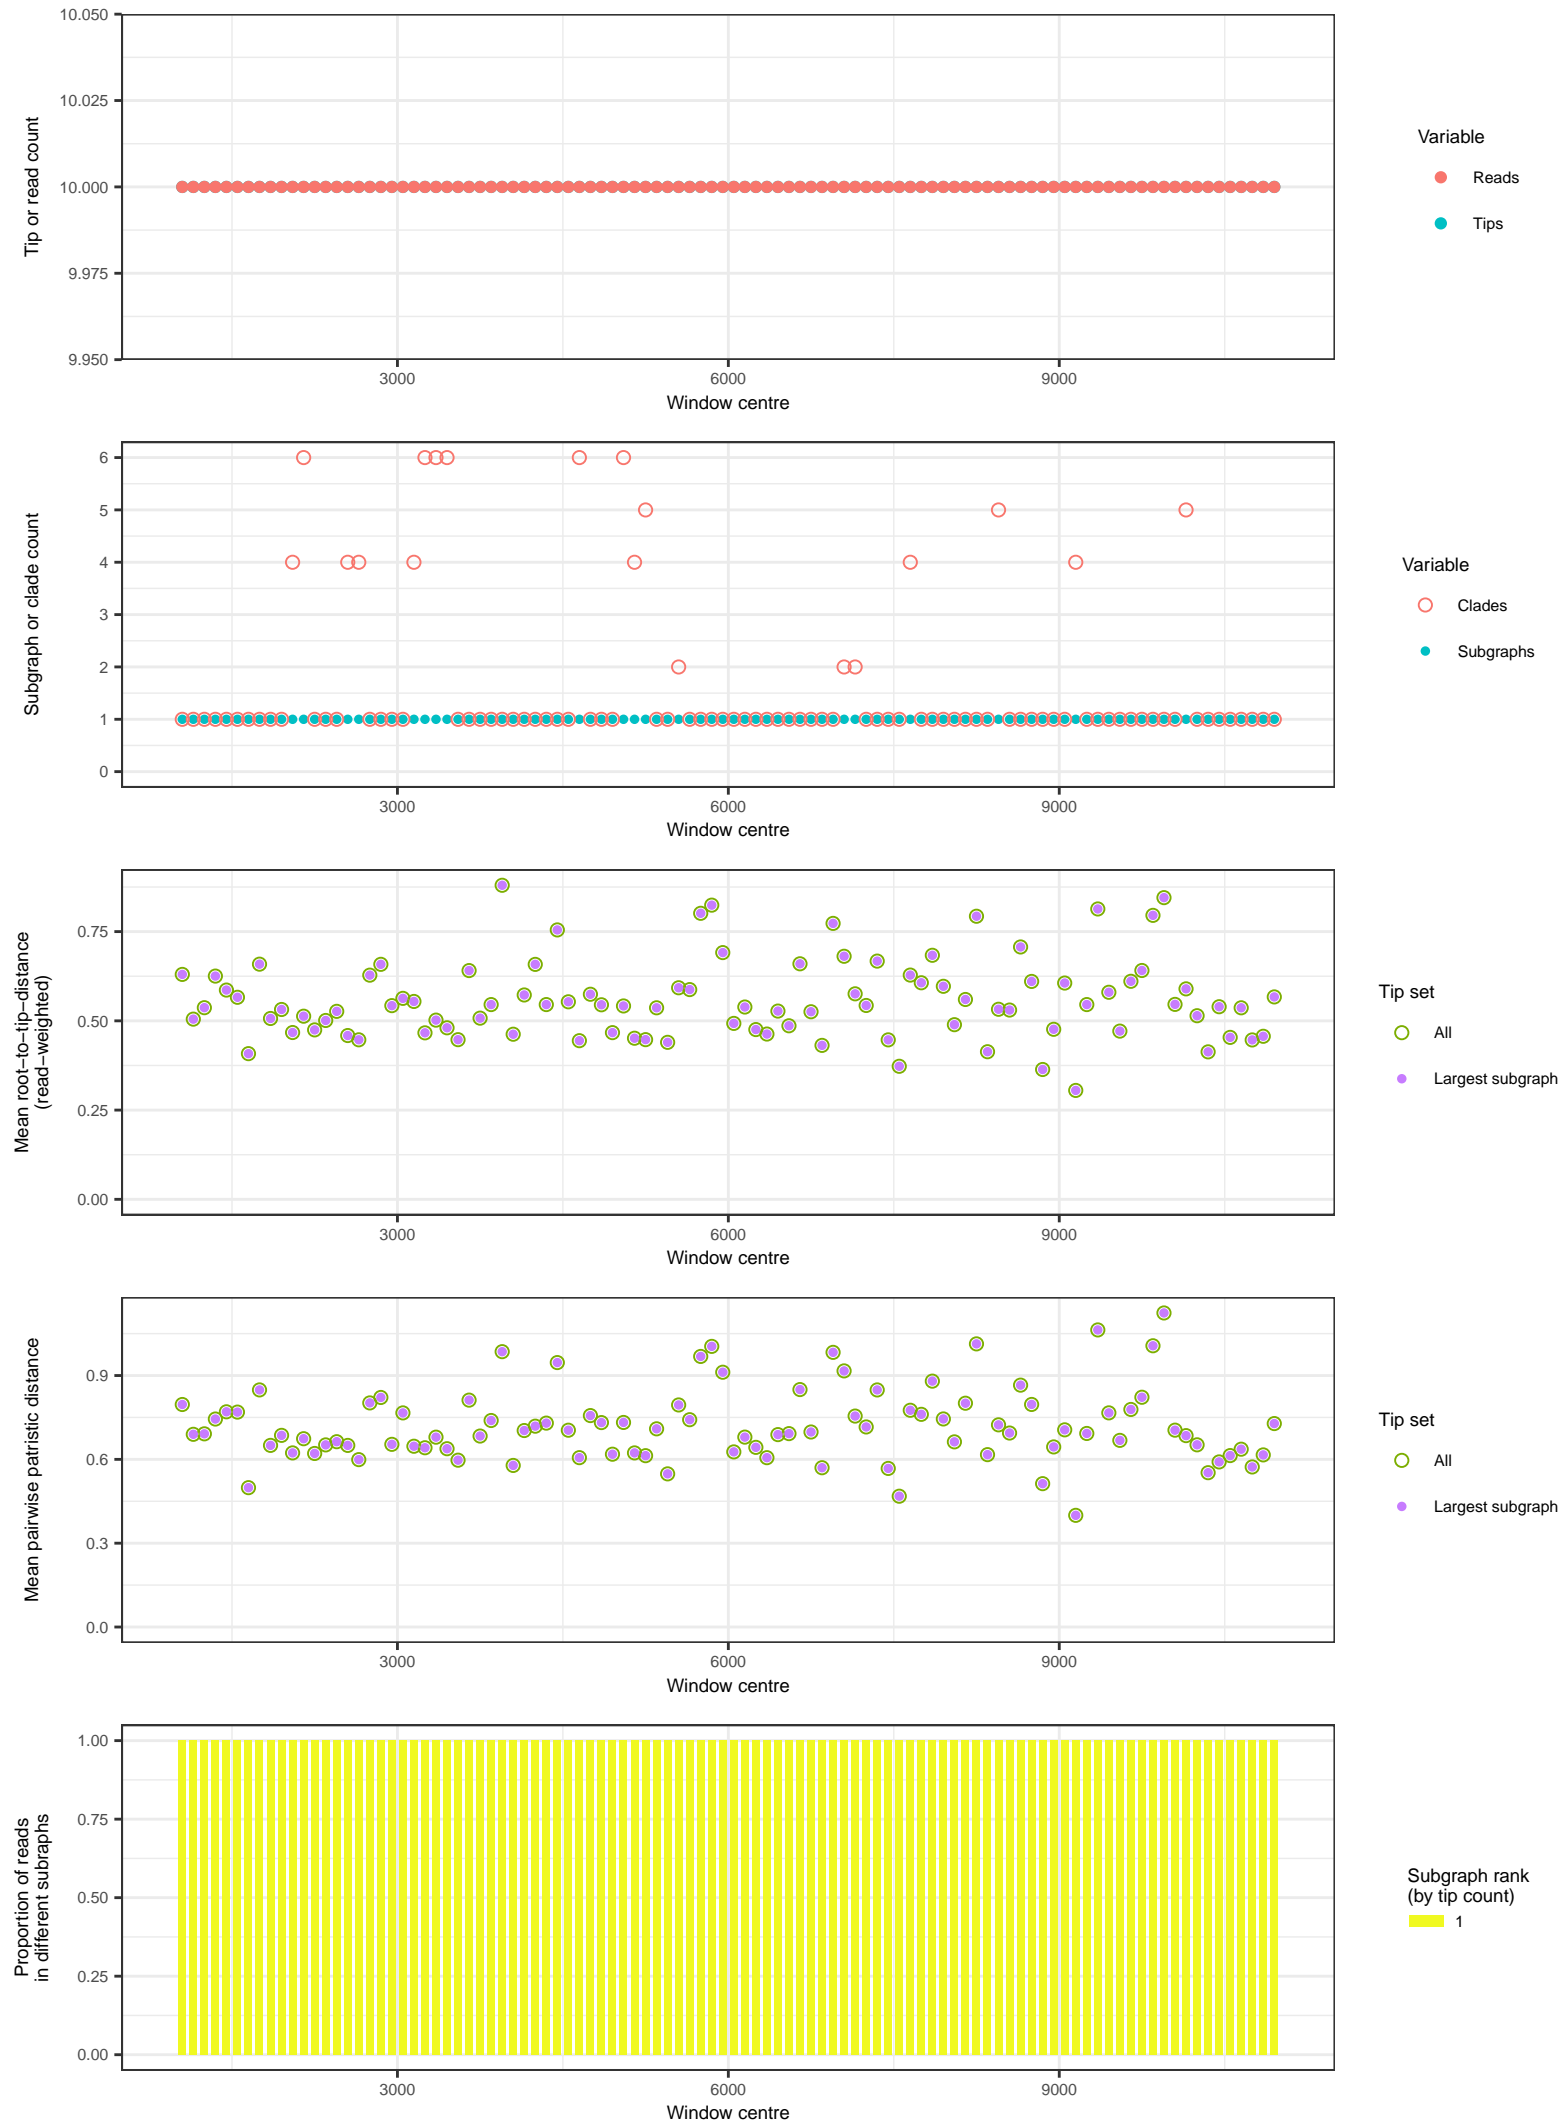 10.050
10.025
10.000
9.975
9.950
Tip or read count
3000 6000 9000
Window centre
Variable
Reads
Tips
6
5
4
3
2
1
0
Subgraph or clade count
3000 6000 9000
Window centre
Variable
Clades
Subgraphs
0.75
0.50
0.25
0.00
Mean root−to−tip−distance
(read−weighted)
3000 6000 9000
Window centre
Tip set
All
Largest subgraph
0.9
0.6
0.3
0.0
Mean pairwise patristic distance
3000 6000 9000
Window centre
Tip set
All
Largest subgraph
1.00
0.75
0.50
0.25
0.00
Proportion of reads
in different subraphs
3000 6000 9000
Window centre
Subgraph rank
(by tip count)
1